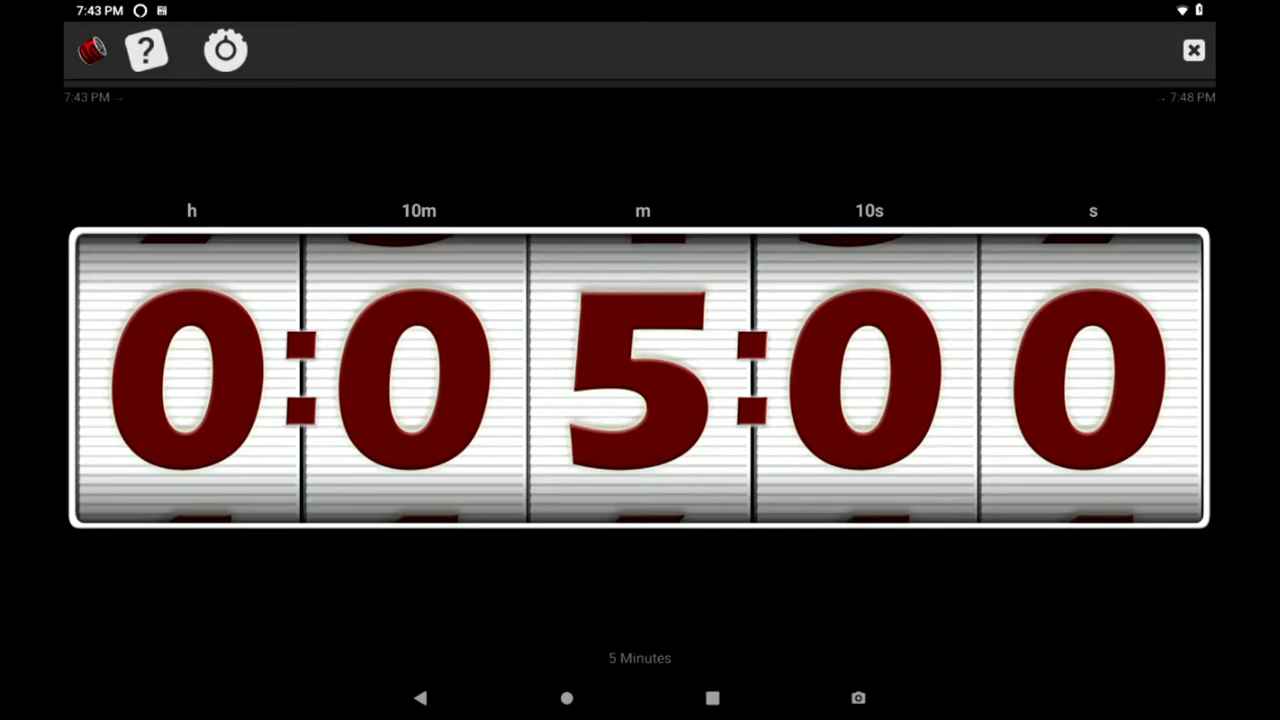 7:43 PM
?
7:43 PM →
→ 7:48 PM
h 10m m 10s s
0:05:00
5 Minutes